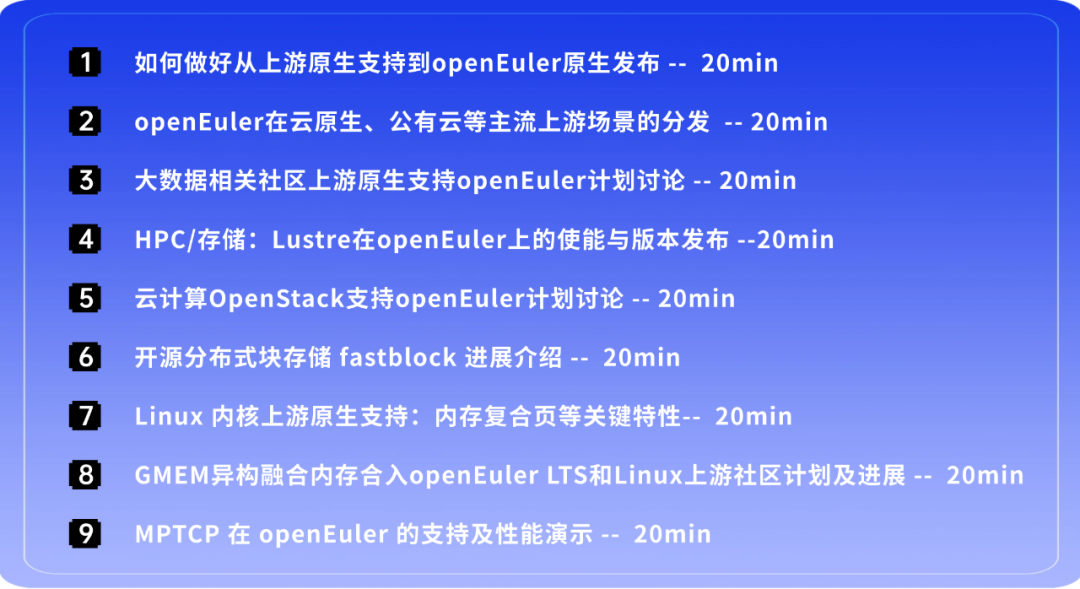 1 如何做好从上游原生支持到openEuler原生发布 -- 20min
2 openEuler在云原生、公有云等主流上游场景的分发 -- 20min
3 大数据相关社区上游原生支持openEuler计划讨论 -- 20min
4 HPC/存储：Lustre在openEuler上的使能与版本发布 --20min
5 云计算OpenStack支持openEuler计划讨论 -- 20min
6 开源分布式块存储 fastblock 进展介绍 -- 20min
7 Linux 内核上游原生支持：内存复合页等关键特性-- 20min
8 GMEM异构融合内存合入openEuler LTS和Linux上游社区计划及进展 -- 20min
9 MPTCP 在 openEuler 的支持及性能演示 -- 20min